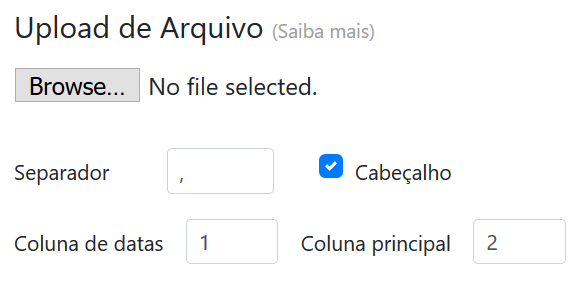 Upload de Arquivo (Saiba mais)
Browse... No file selected.
Separador , Cabeçalho
Coluna de datas 1 Coluna principal 2